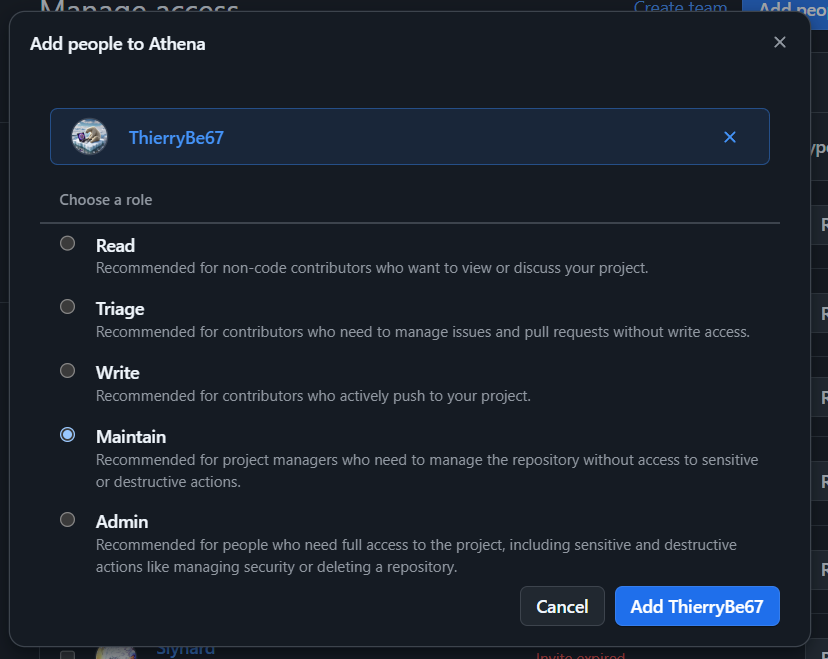 Manage access
Create team
Add people to Athena
ThierryBe67
Choose a role
Read
Recommended for non-code contributors who want to view or discuss your project.
Triage
Recommended for contributors who need to manage issues and pull requests without write access.
Write
Recommended for contributors who actively push to your project.
Maintain
Recommended for project managers who need to manage the repository without access to sensitive
or destructive actions.
Admin
Recommended for people who need full access to the project, including sensitive and destructive
actions like managing security or deleting a repository.
Cancel
Add ThierryBe67
Slyhard
Invite expired